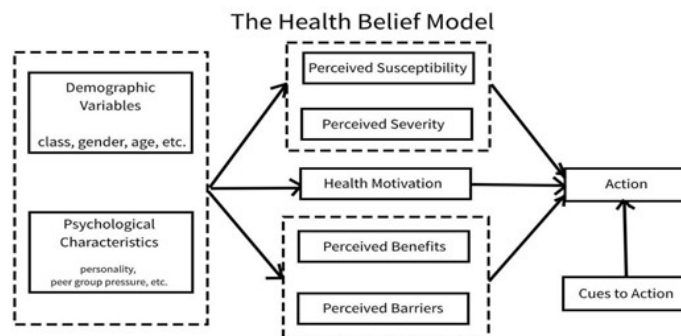 The Health Belief Model
Demographic
Variables
class, gender, age, etc.
Psychological
Characteristics
personality,
peer group pressure, etc.
Perceived Susceptibility
Perceived Severity
Health Motivation
Perceived Benefits
Perceived Barriers
Action
Cues to Action